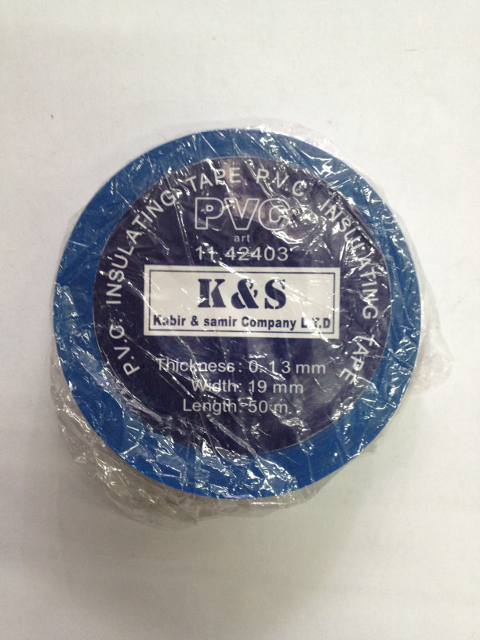 P.V.C. INSULATING TAPE P.V.C. INSULATING TAPE
PVC
art
11-42403
K&S
Kabir & samir Company LT.D
Thickness: 0.13 mm
Width: 19 mm
Length: 50 m